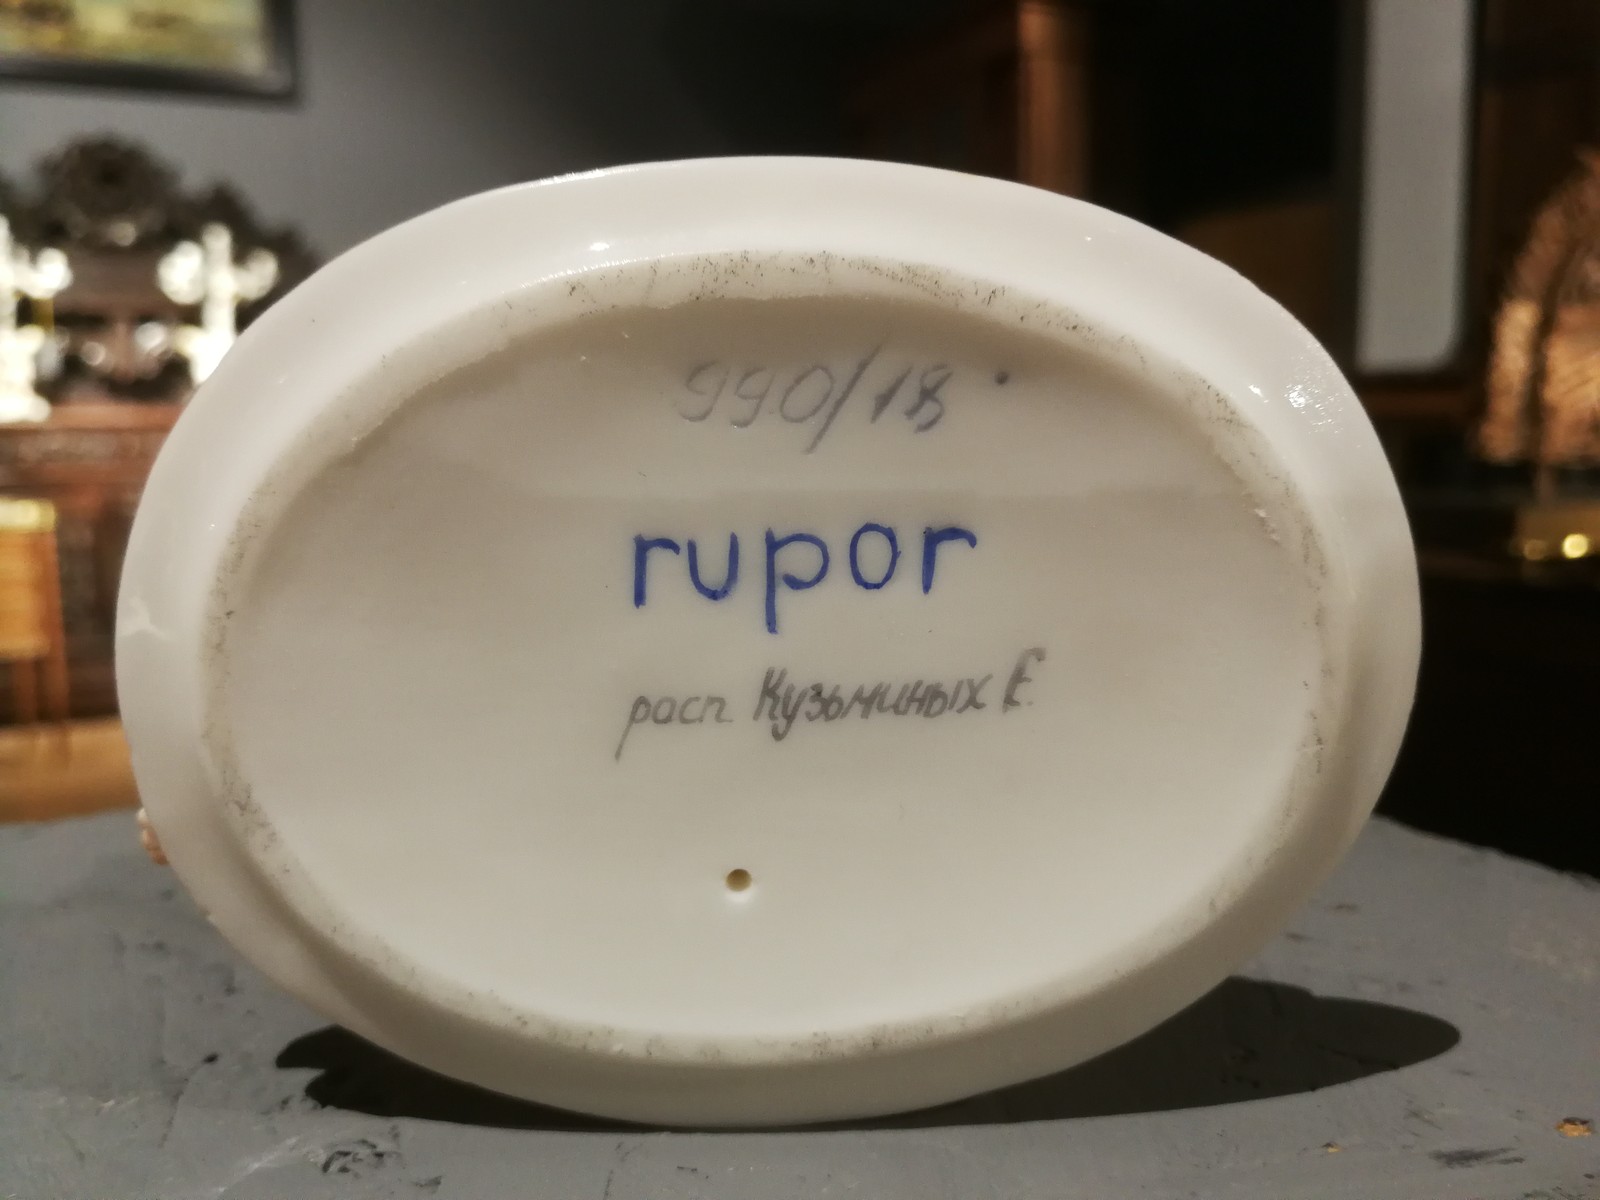 990/18
rupor
расп. Кузьминых Е.